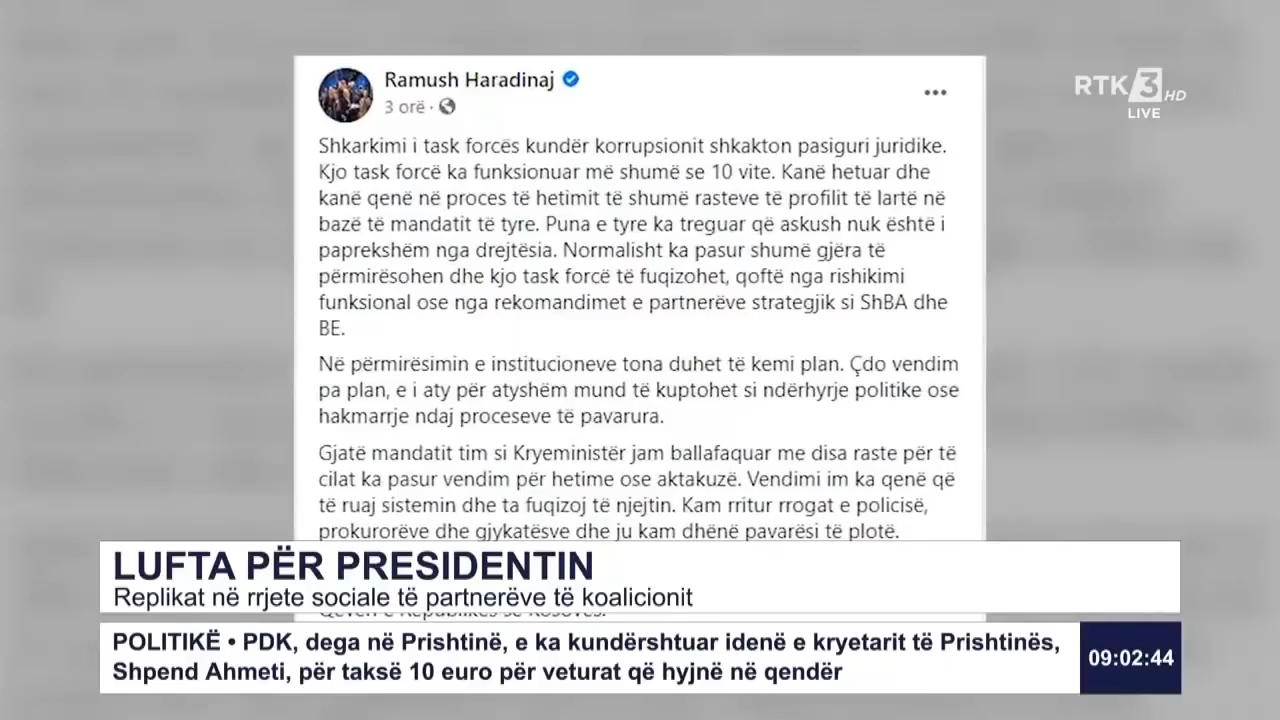 Ramush Haradinaj
3 orë ·
RTK 3 HD
LIVE
Shkarkimi i task forcës kundër korrupsionit shkakton pasiguri juridike.
Kjo task forcë ka funksionuar më shumë se 10 vite. Kanë hetuar dhe
kanë qenë në proces të hetimit të shumë rasteve të profilit të lartë në
bazë të mandatit të tyre. Puna e tyre ka treguar që askush nuk është i
paprekshëm nga drejtësia. Normalisht ka pasur shumë gjëra të
përmirësohen dhe kjo task forcë të fuqizohet, qoftë nga rishikimi
funksional ose nga rekomandimet e partnerëve strategjik si ShBA dhe
BE.
Në përmirësimin e institucioneve tona duhet të kemi plan. Çdo vendim
pa plan, e i aty për atyshëm mund të kuptohet si ndërhyrje politike ose
hakmarrje ndaj proceseve të pavarura.
Gjatë mandatit tim si Kryeministër jam ballafaquar me disa raste për të
cilat ka pasur vendim për hetime ose aktakuzë. Vendimi im ka qenë që
të ruaj sistemin dhe ta fuqizoj të njejtin. Kam rritur rrogat e policisë,
prokurorëve dhe gjykatësve dhe ju kam dhënë pavarësi të plotë.
LUFTA PËR PRESIDENTIN
Replikat në rrjete sociale të partnerëve të koalicionit
POLITIKË • PDK, dega në Prishtinë, e ka kundërshtuar idenë e kryetarit të Prishtinës,
Shpend Ahmeti, për taksë 10 euro për veturat që hyjnë në qendër
09:02:44